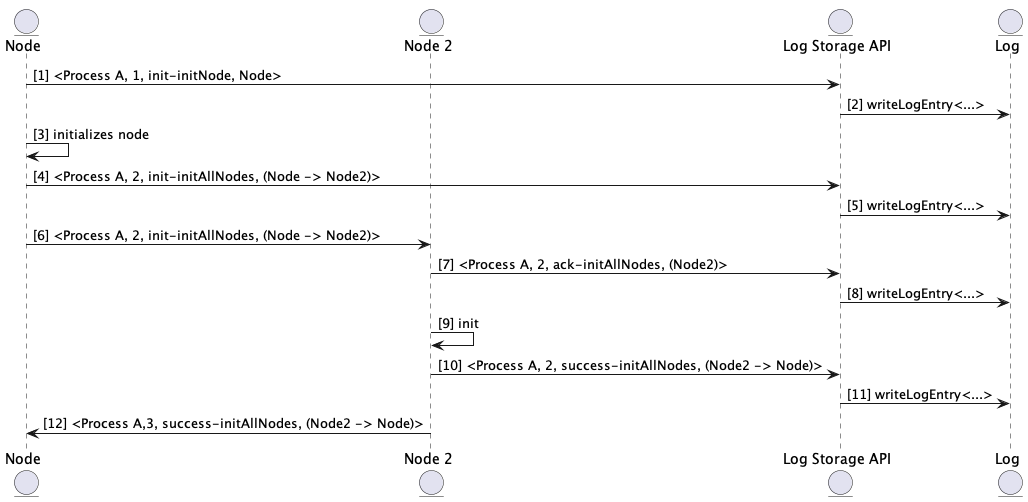 Node
Node 2
Log Storage API
Log
[1] <Process A, 1, init-initNode, Node>
[2] writeLogEntry<...>
[3] initializes node
[4] <Process A, 2, init-initAllNodes, (Node -> Node2)>
[5] writeLogEntry<...>
[6] <Process A, 2, init-initAllNodes, (Node -> Node2)>
[7] <Process A, 2, ack-initAllNodes, (Node2)>
[8] writeLogEntry<...>
[9] init
[10] <Process A, 2, success-initAllNodes, (Node2 -> Node)>
[11] writeLogEntry<...>
[12] <Process A,3, success-initAllNodes, (Node2 -> Node)>
Node
Node 2
Log Storage API
Log